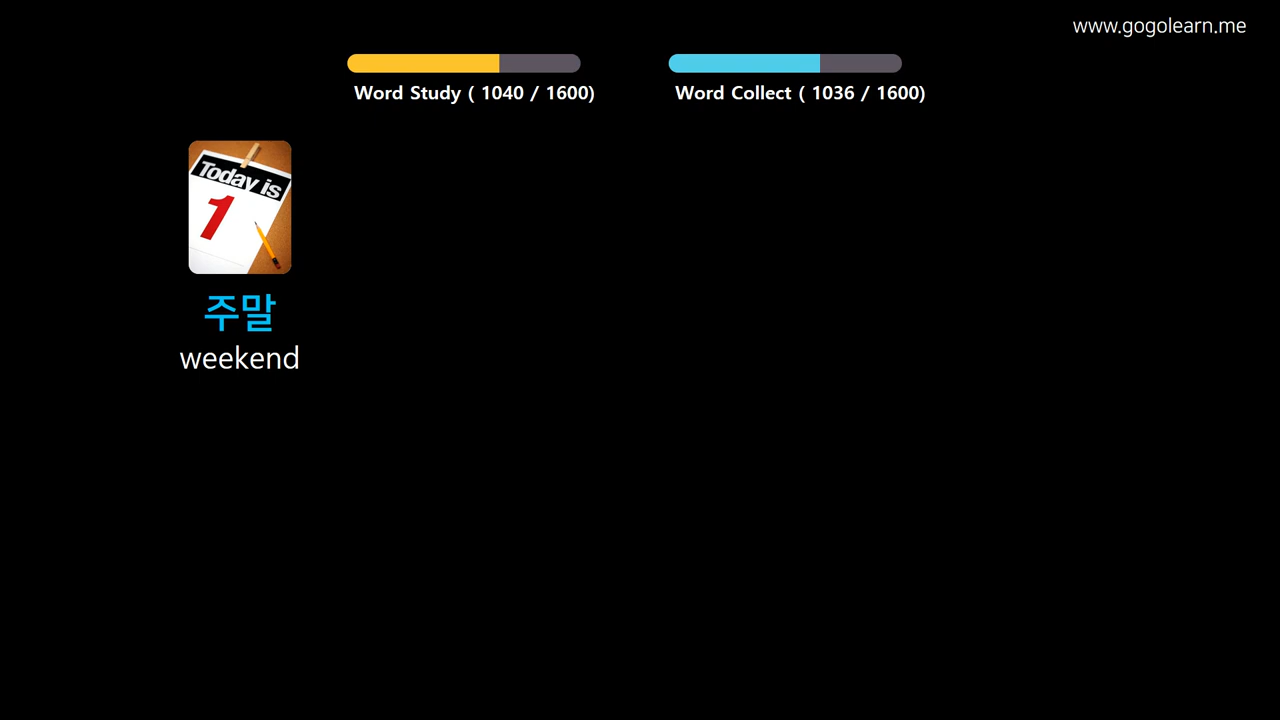 www.gogolearn.me
Word Study ( 1040 / 1600)
Word Collect ( 1036 / 1600)
Today is
1
주말
weekend